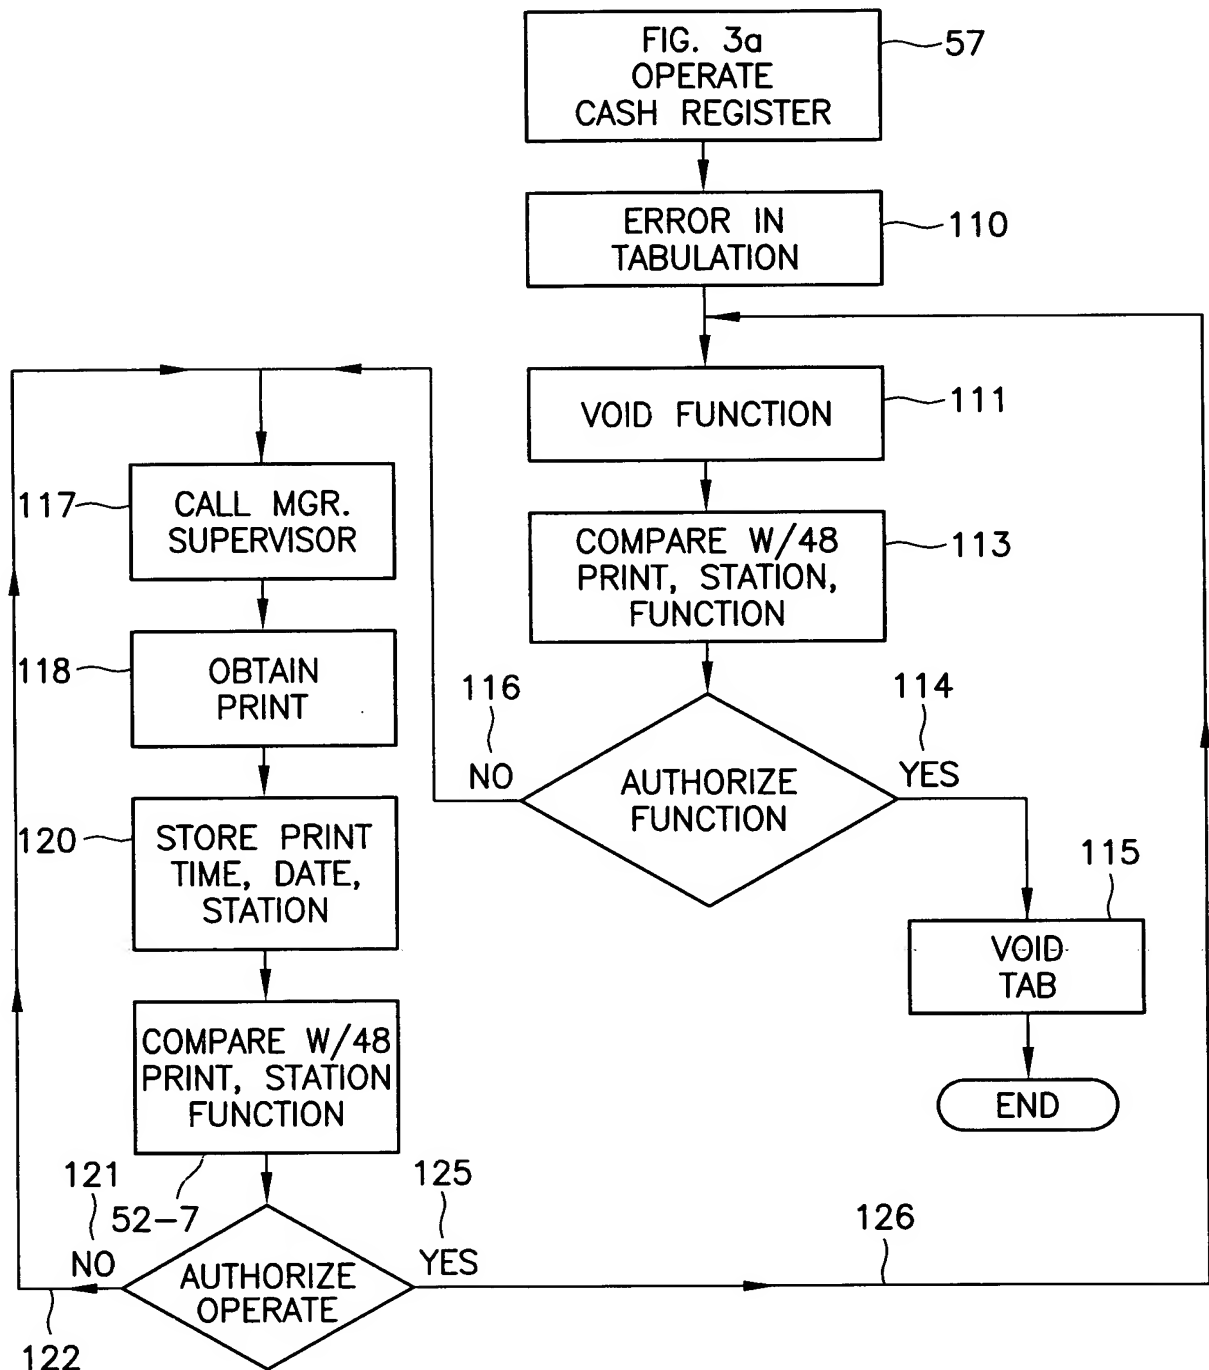 FIG. 3a
OPERATE
CASH REGISTER
57
ERROR IN
TABULATION
110
VOID FUNCTION
111
COMPARE W/48
PRINT, STATION,
FUNCTION
113
AUTHORIZE
FUNCTION
116
NO
114
YES
115
VOID
TAB
END
117
CALL MGR.
SUPERVISOR
118
OBTAIN
PRINT
120
STORE PRINT
TIME, DATE,
STATION
COMPARE W/48
PRINT, STATION
FUNCTION
52-7
121
NO
122
AUTHORIZE
OPERATE
125
YES
126